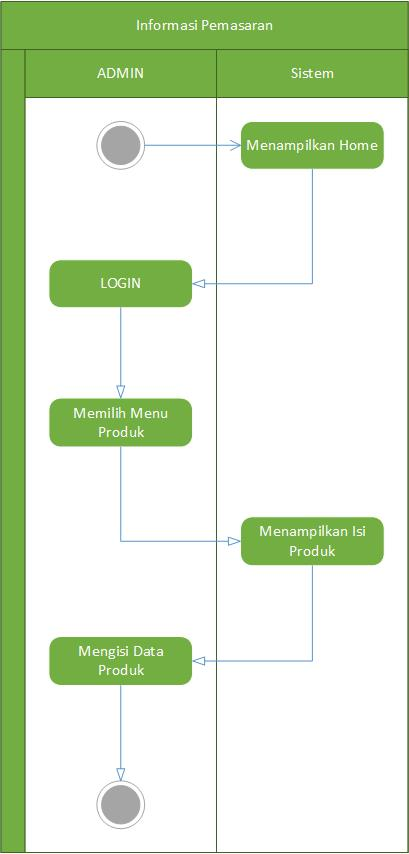 Informasi Pemasaran
ADMIN
Sistem
Menampilkan Home
LOGIN
Memilih Menu
Produk
Menampilkan Isi
Produk
Mengisi Data
Produk